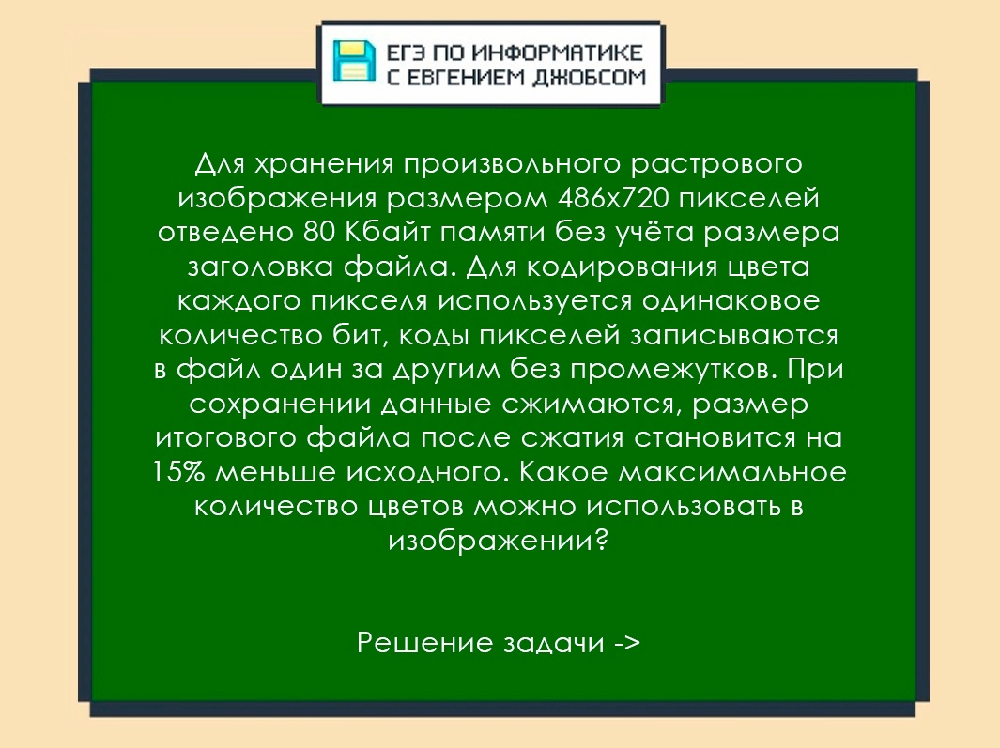 ЕГЭ ПО ИНФОРМАТИКЕ
С ЕВГЕНИЕМ ДЖОБСОМ
Для хранения произвольного растрового
изображения размером 486x720 пикселей
отведено 80 Кбайт памяти без учёта размера
заголовка файла. Для кодирования цвета
каждого пикселя используется одинаковое
количество бит, коды пикселей записываются
в файл один за другим без промежутков. При
сохранении данные сжимаются, размер
итогового файла после сжатия становится на
15% меньше исходного. Какое максимальное
количество цветов можно использовать в
изображении?
Решение задачи ->